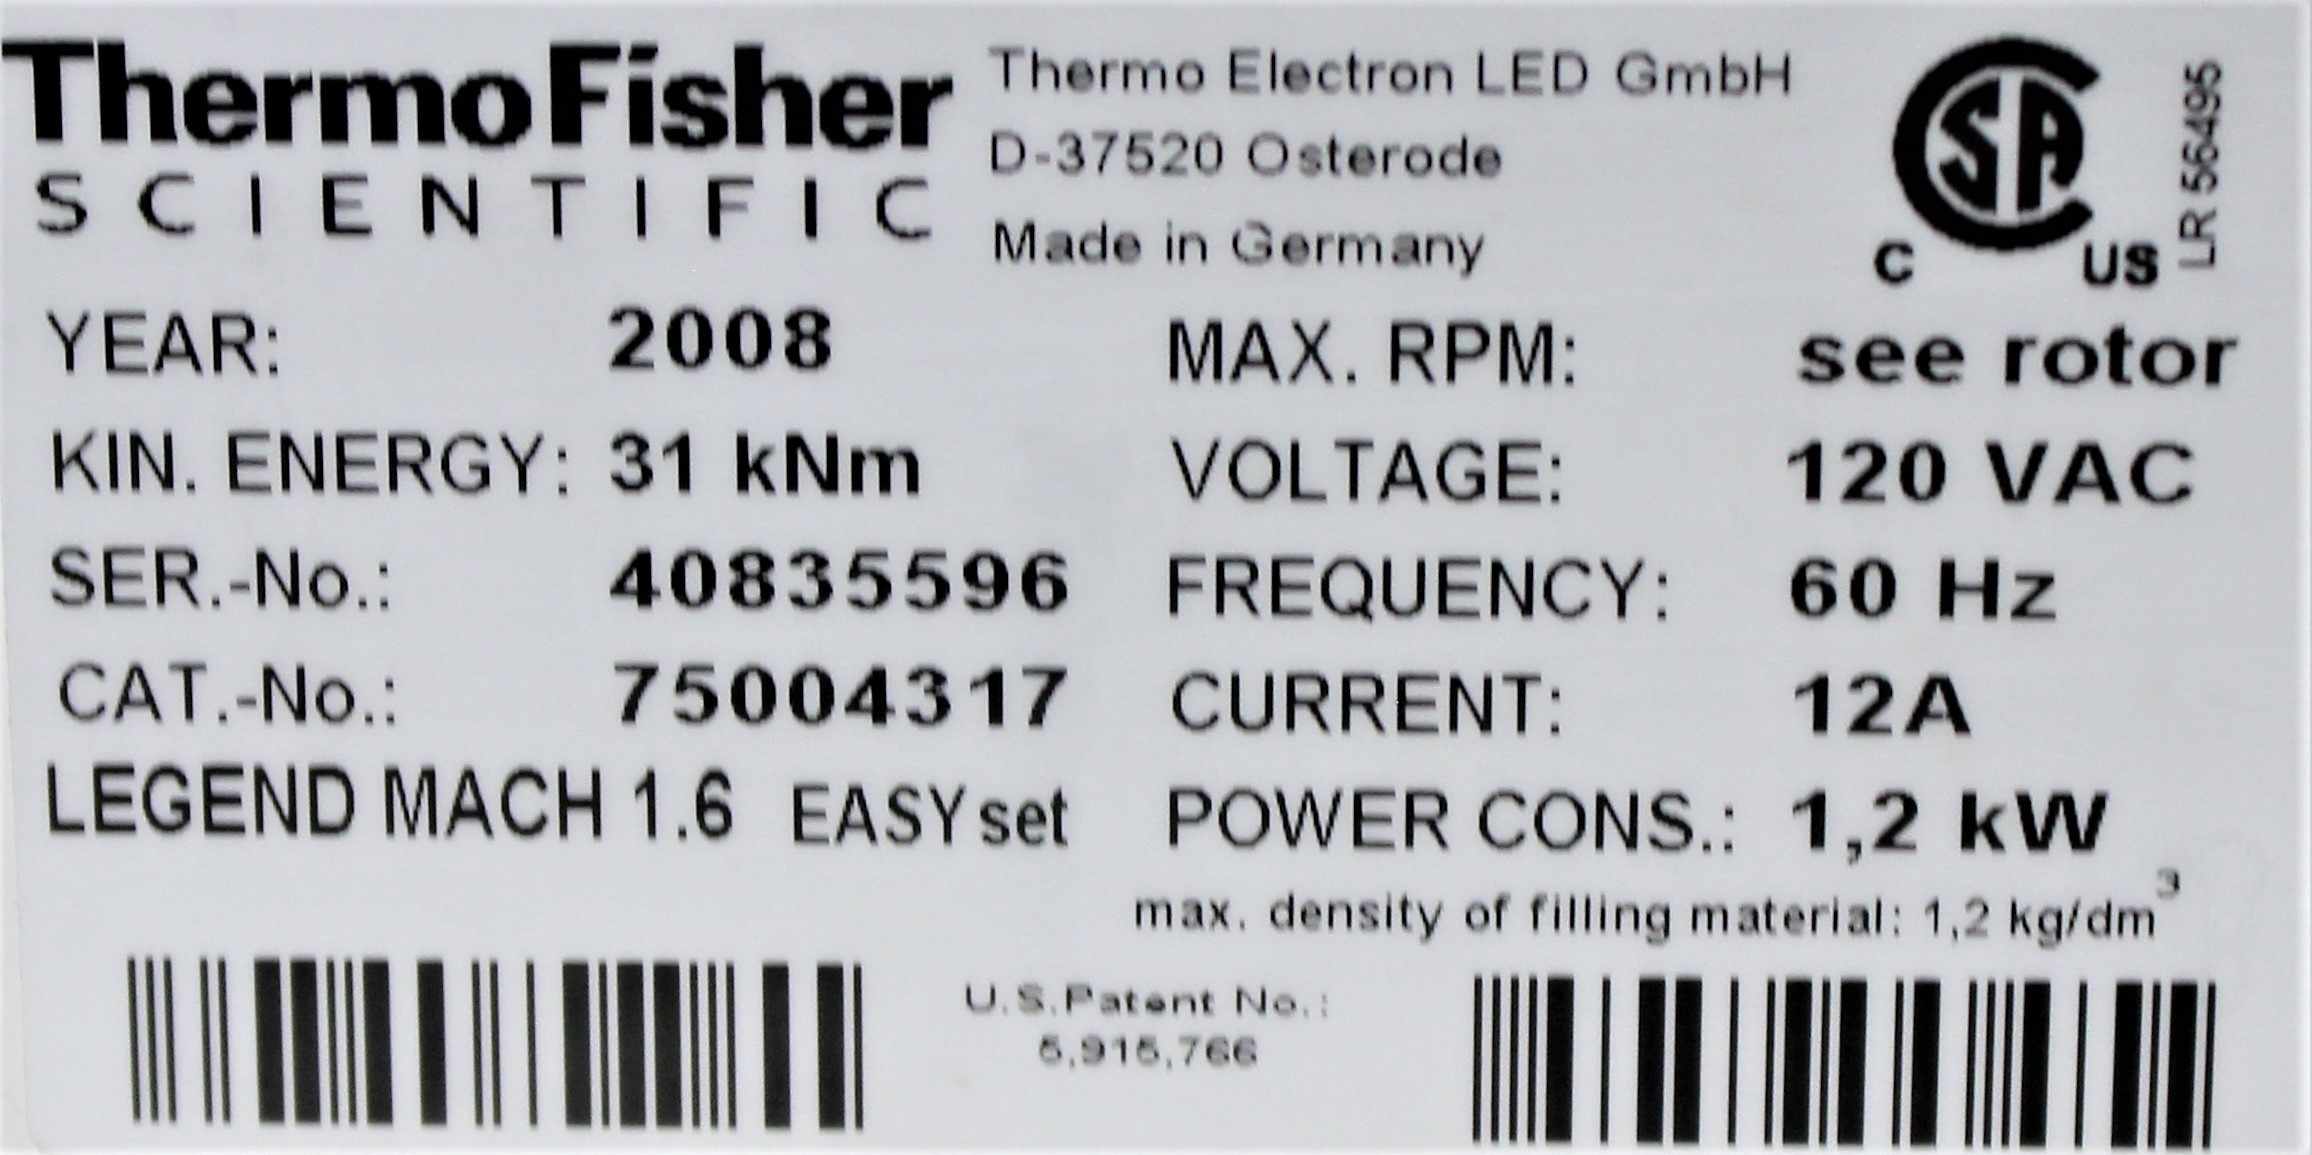 ThermoFisher
SCIENTIFIC
Thermo Electron LED GmbH
D-37520 Osterode
Made in Germany
CSA
C US
LR 564495
YEAR: 2008
KIN. ENERGY: 31 kNm
SER.-No.: 40835596
CAT.-No.: 75004317
LEGEND MACH 1.6 EASYset
MAX. RPM: see rotor
VOLTAGE: 120 VAC
FREQUENCY: 60 Hz
CURRENT: 12A
POWER CONS.: 1,2 kW
max. density of filling material: 1,2 kg/dm³
U.S.Patent No.:
5,915,766